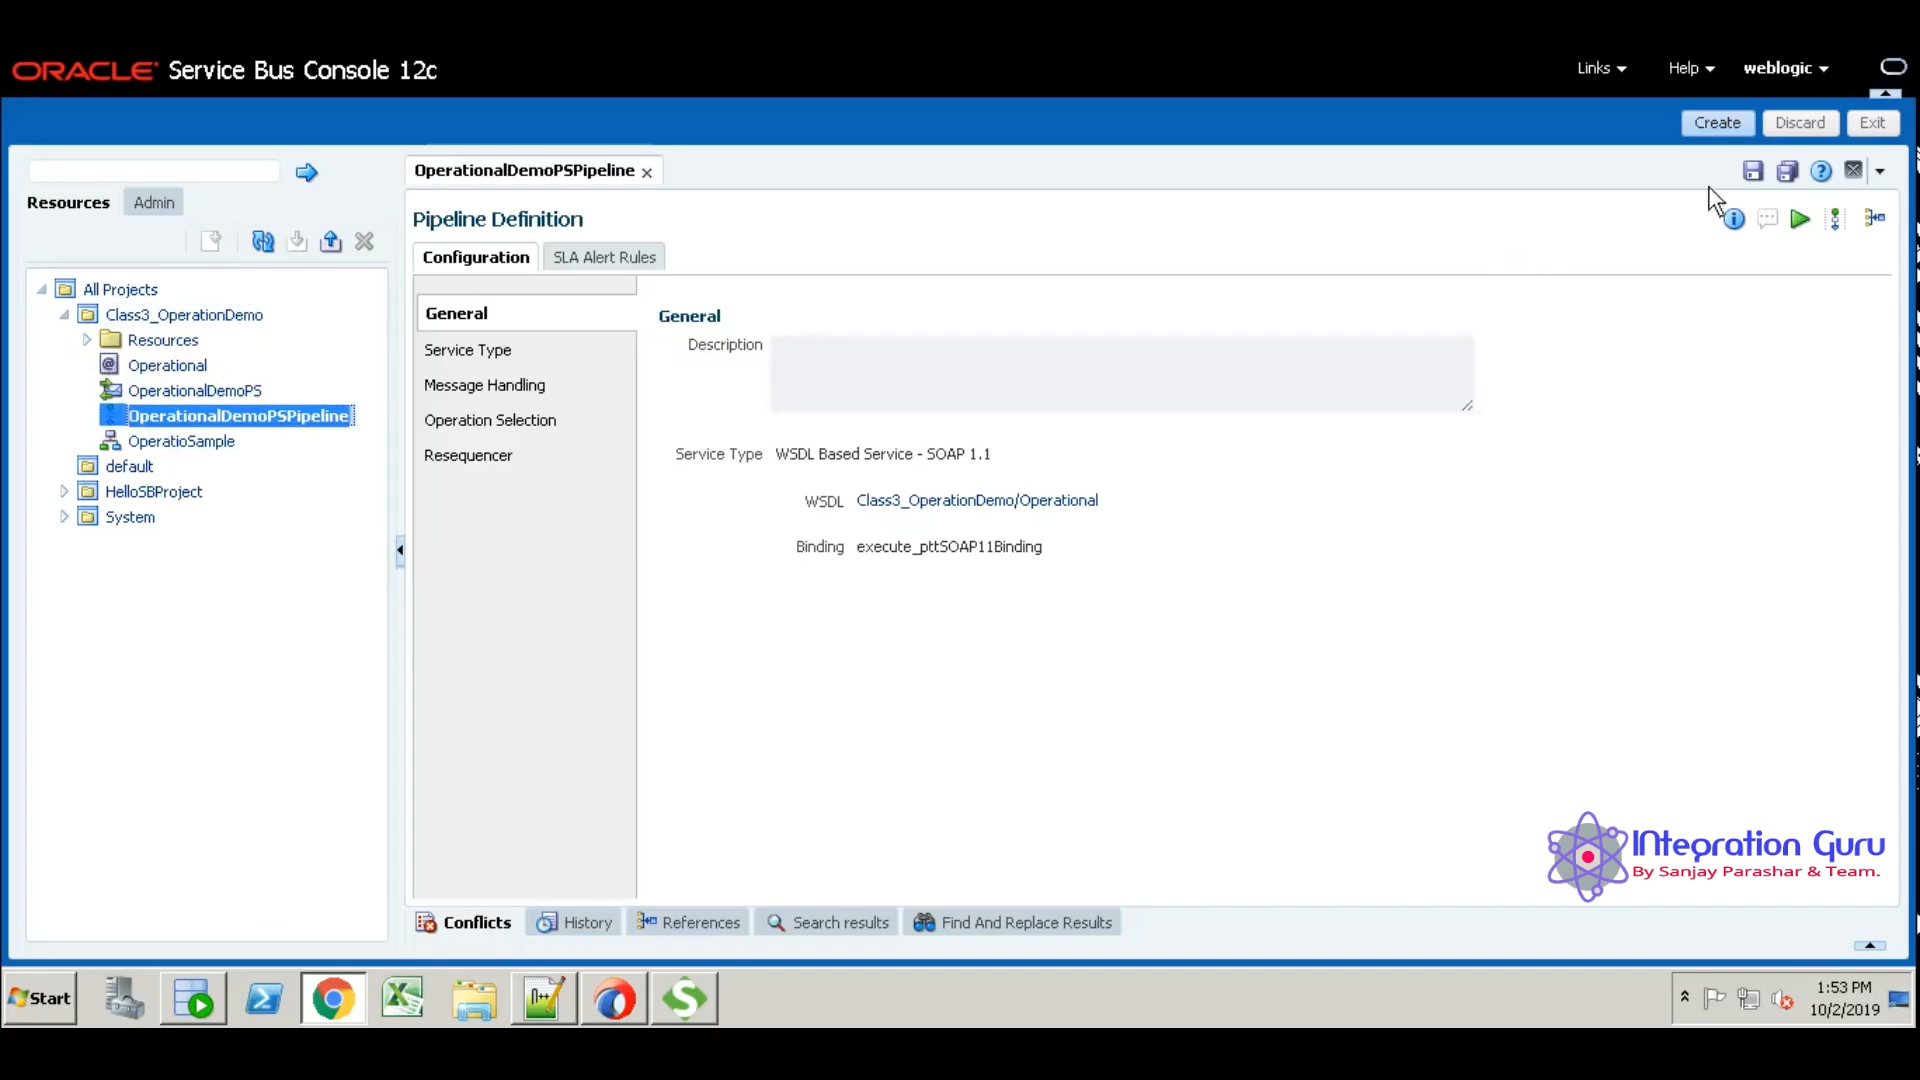 ORACLE Service Bus Console 12c
Links Help weblogic
Create Discard Exit
OperationalDemoPSPipeline
Resources Admin
Pipeline Definition
Configuration SLA Alert Rules
All Projects
Class3_OperationDemo
Resources
Operational
OperationalDemoPS
OperationalDemoPSPipeline
OperatioSample
default
HelloSBProject
System
General
Service Type
Message Handling
Operation Selection
Resequencer
General
Description
Service Type WSDL Based Service - SOAP 1.1
WSDL Class3_OperationDemo/Operational
Binding execute_pttSOAP11Binding
INtegration Guru
By Sanjay Parashar & Team.
Conflicts History References Search results Find And Replace Results
Start
1:53 PM
10/2/2019